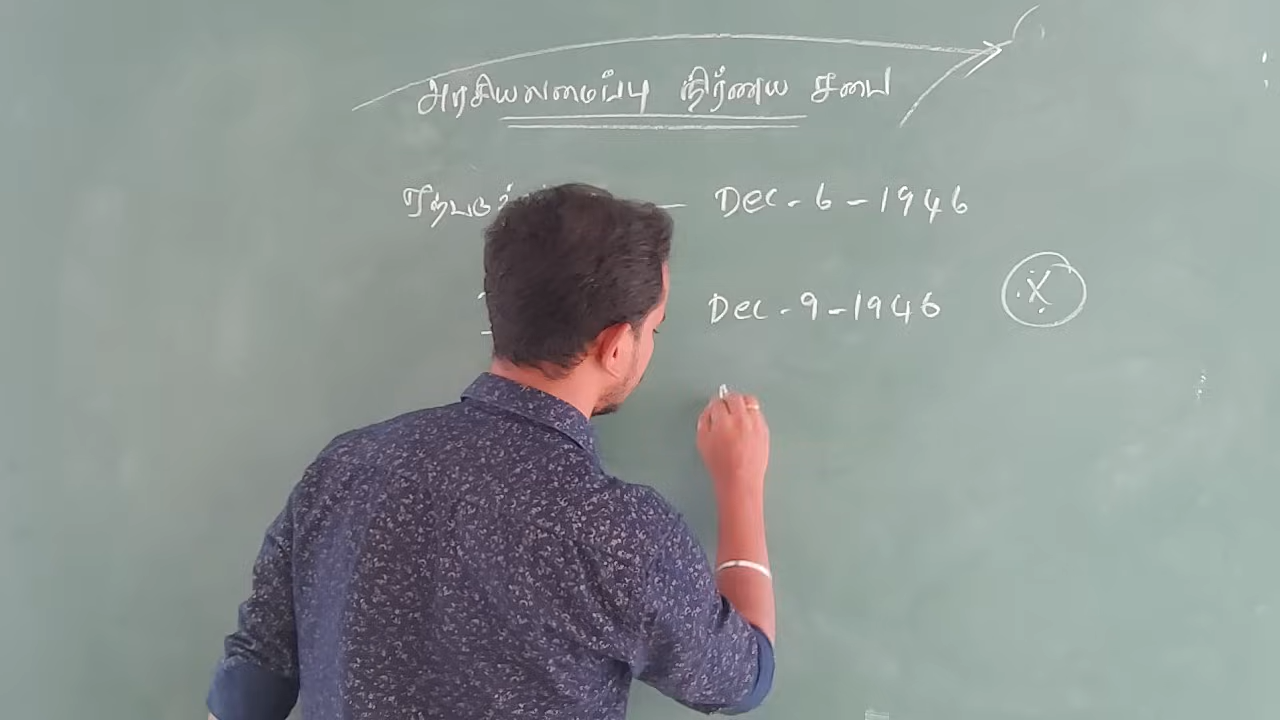 அரசியலமைப்பு நிர்ணய சபை
— Dec - 6 - 1946
Dec - 9 - 1946 X